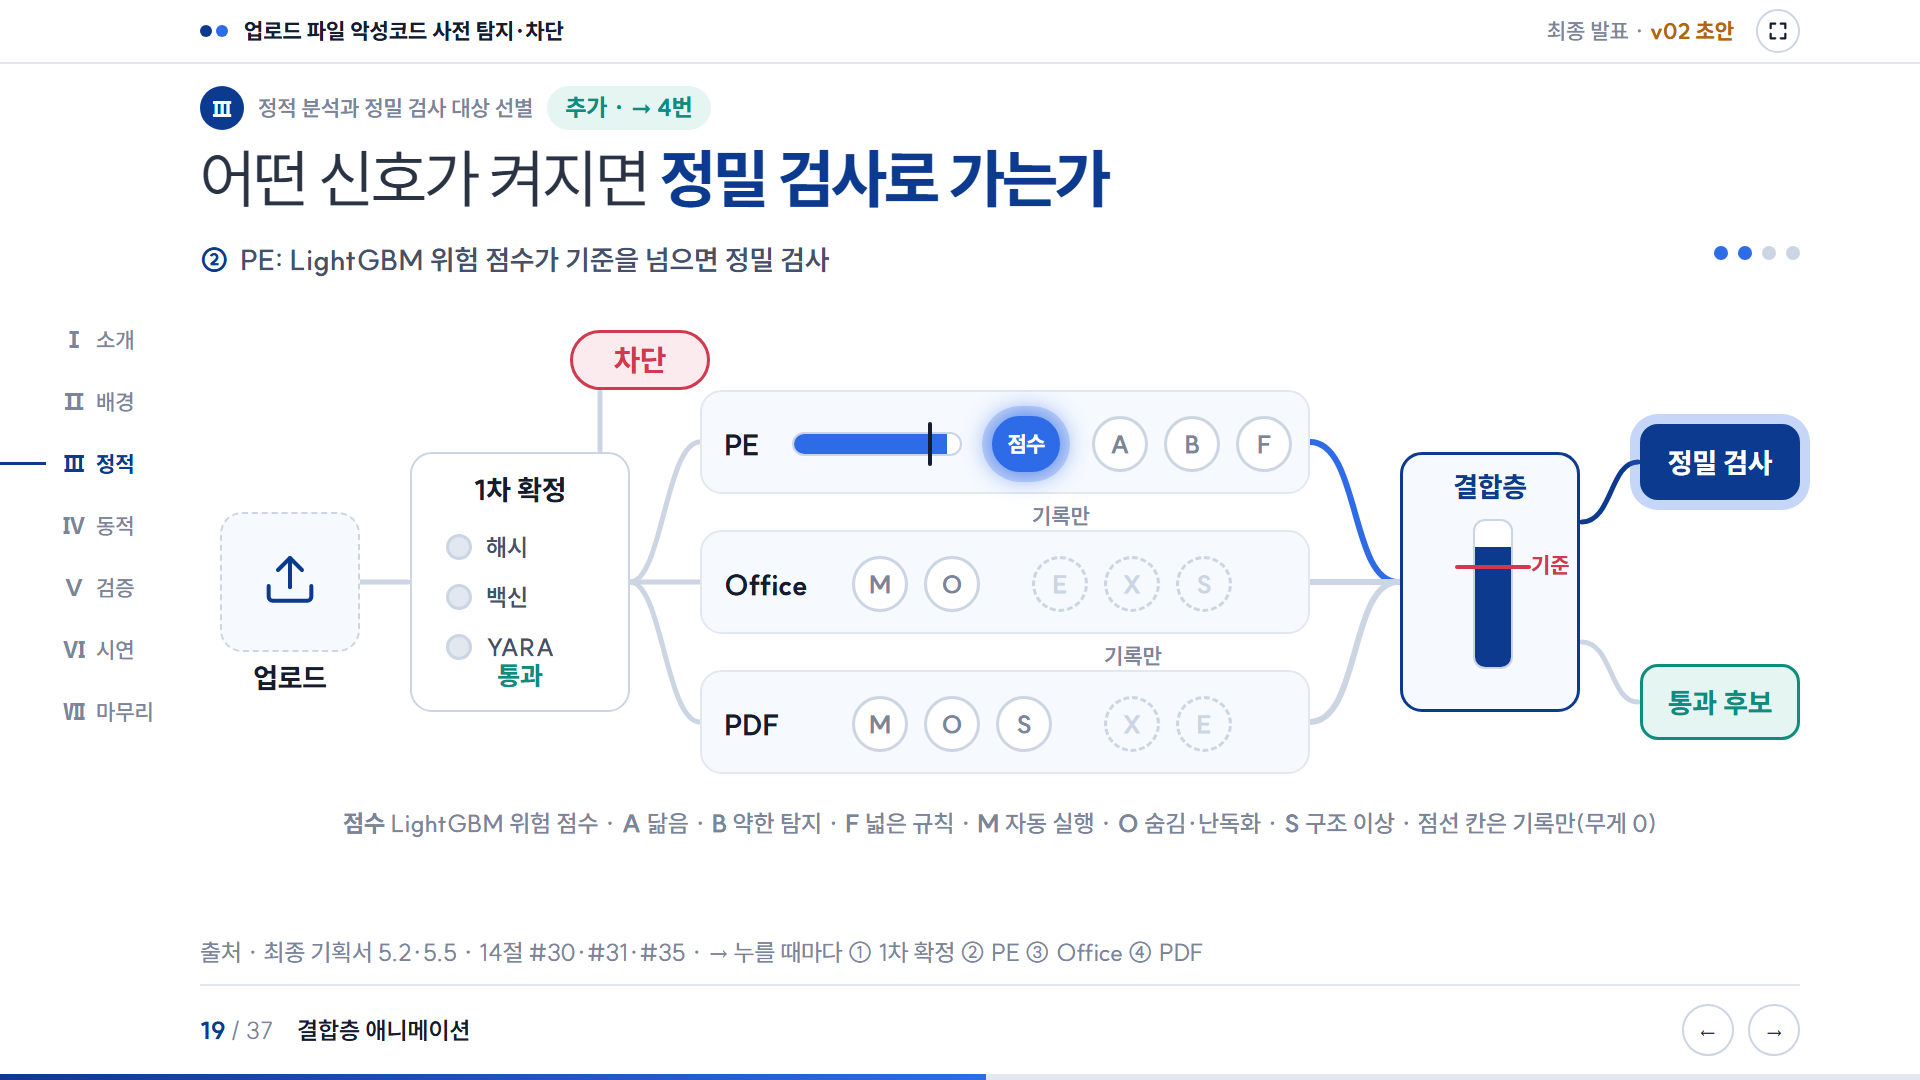 업로드 파일 악성코드 사전 탐지·차단
최종 발표 · v02 초안
Ⅲ 정적 분석과 정밀 검사 대상 선별 추가 · → 4번
어떤 신호가 켜지면 정밀 검사로 가는가
② PE: LightGBM 위험 점수가 기준을 넘으면 정밀 검사
Ⅰ 소개
Ⅱ 배경
Ⅲ 정적
Ⅳ 동적
Ⅴ 검증
Ⅵ 시연
Ⅶ 마무리
업로드
차단
1차 확정
해시
백신
YARA
통과
PE 점수 A B F
기록만
Office M O E X S
기록만
PDF M O S X E
결합층
기준
정밀 검사
통과 후보
점수 LightGBM 위험 점수 · A 닮음 · B 약한 탐지 · F 넓은 규칙 · M 자동 실행 · O 숨김·난독화 · S 구조 이상 · 점선 칸은 기록만(무게 0)
출처 · 최종 기획서 5.2·5.5 · 14절 #30·#31·#35 · → 누를 때마다 ① 1차 확정 ② PE ③ Office ④ PDF
19 / 37 결합층 애니메이션
← →